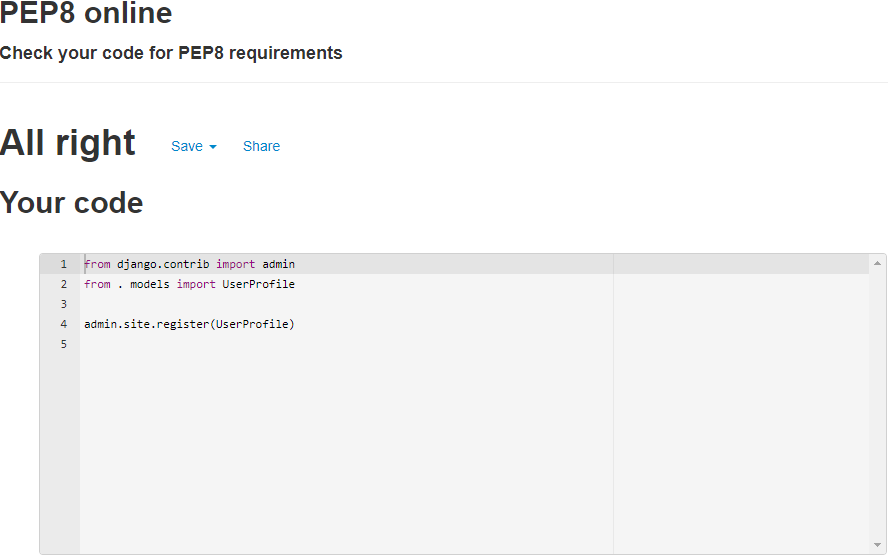 PEP8 online
Check your code for PEP8 requirements
All right Save Share
Your code
1 from django.contrib import admin
2 from . models import UserProfile
3
4 admin.site.register(UserProfile)
5